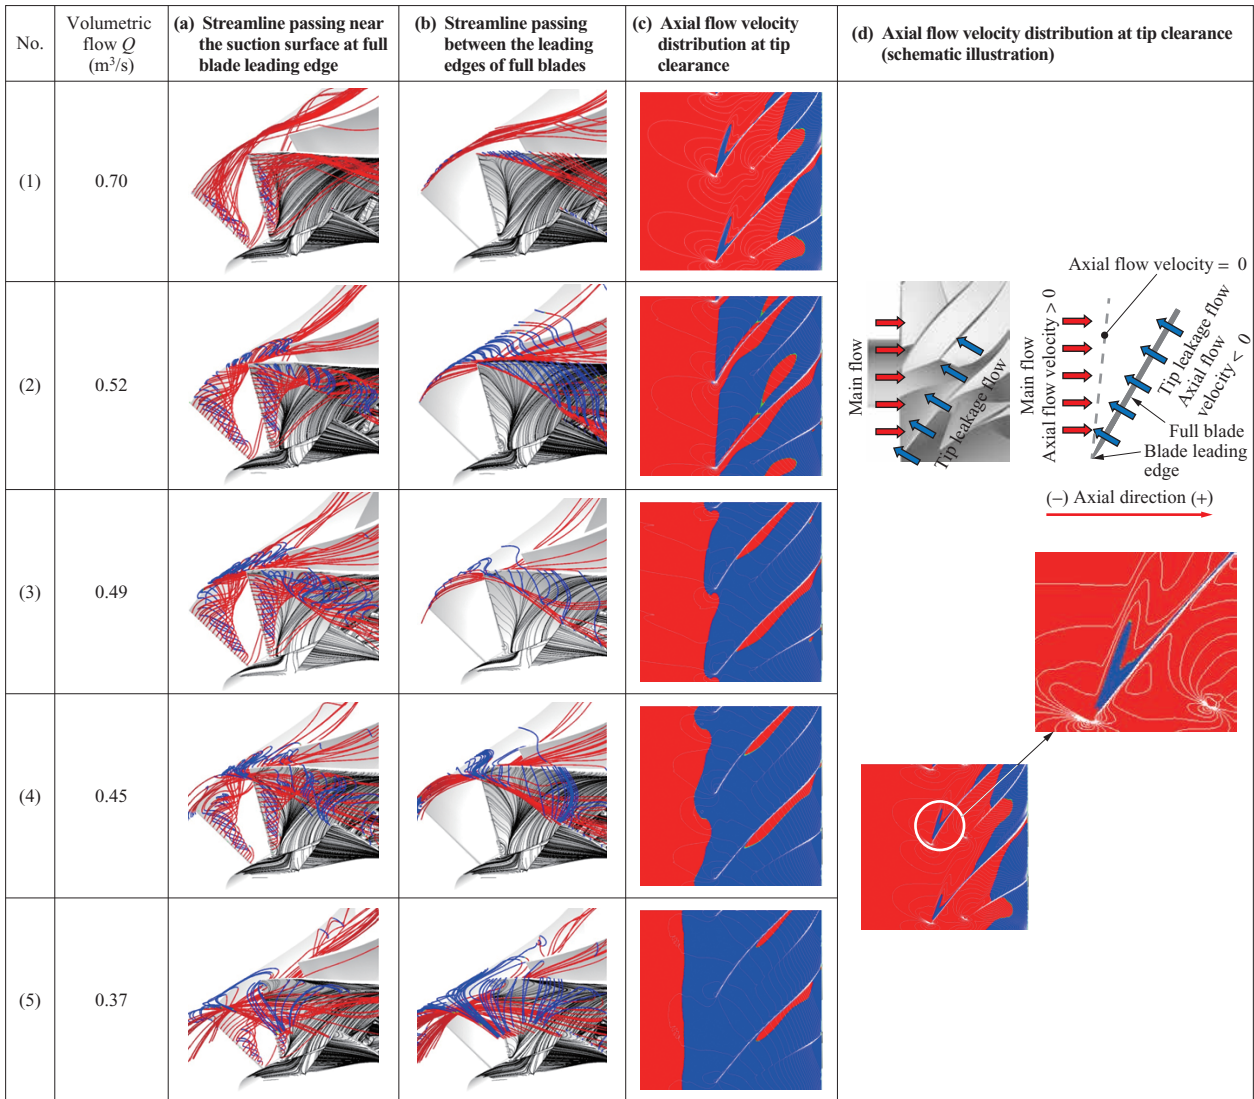 No.
Volumetric
flow Q
(m³/s)
(a) Streamline passing near
the suction surface at full
blade leading edge
(b) Streamline passing
between the leading
edges of full blades
(c) Axial flow velocity
distribution at tip
clearance
(d) Axial flow velocity distribution at tip clearance
(schematic illustration)
(1)
0.70
(2)
0.52
(3)
0.49
(4)
0.45
(5)
0.37
Main flow
Tip leakage flow
Axial flow velocity = 0
Main flow
Axial flow velocity > 0
Tip leakage flow
Axial flow
velocity < 0
Full blade
Blade leading
edge
(−) Axial direction (+)